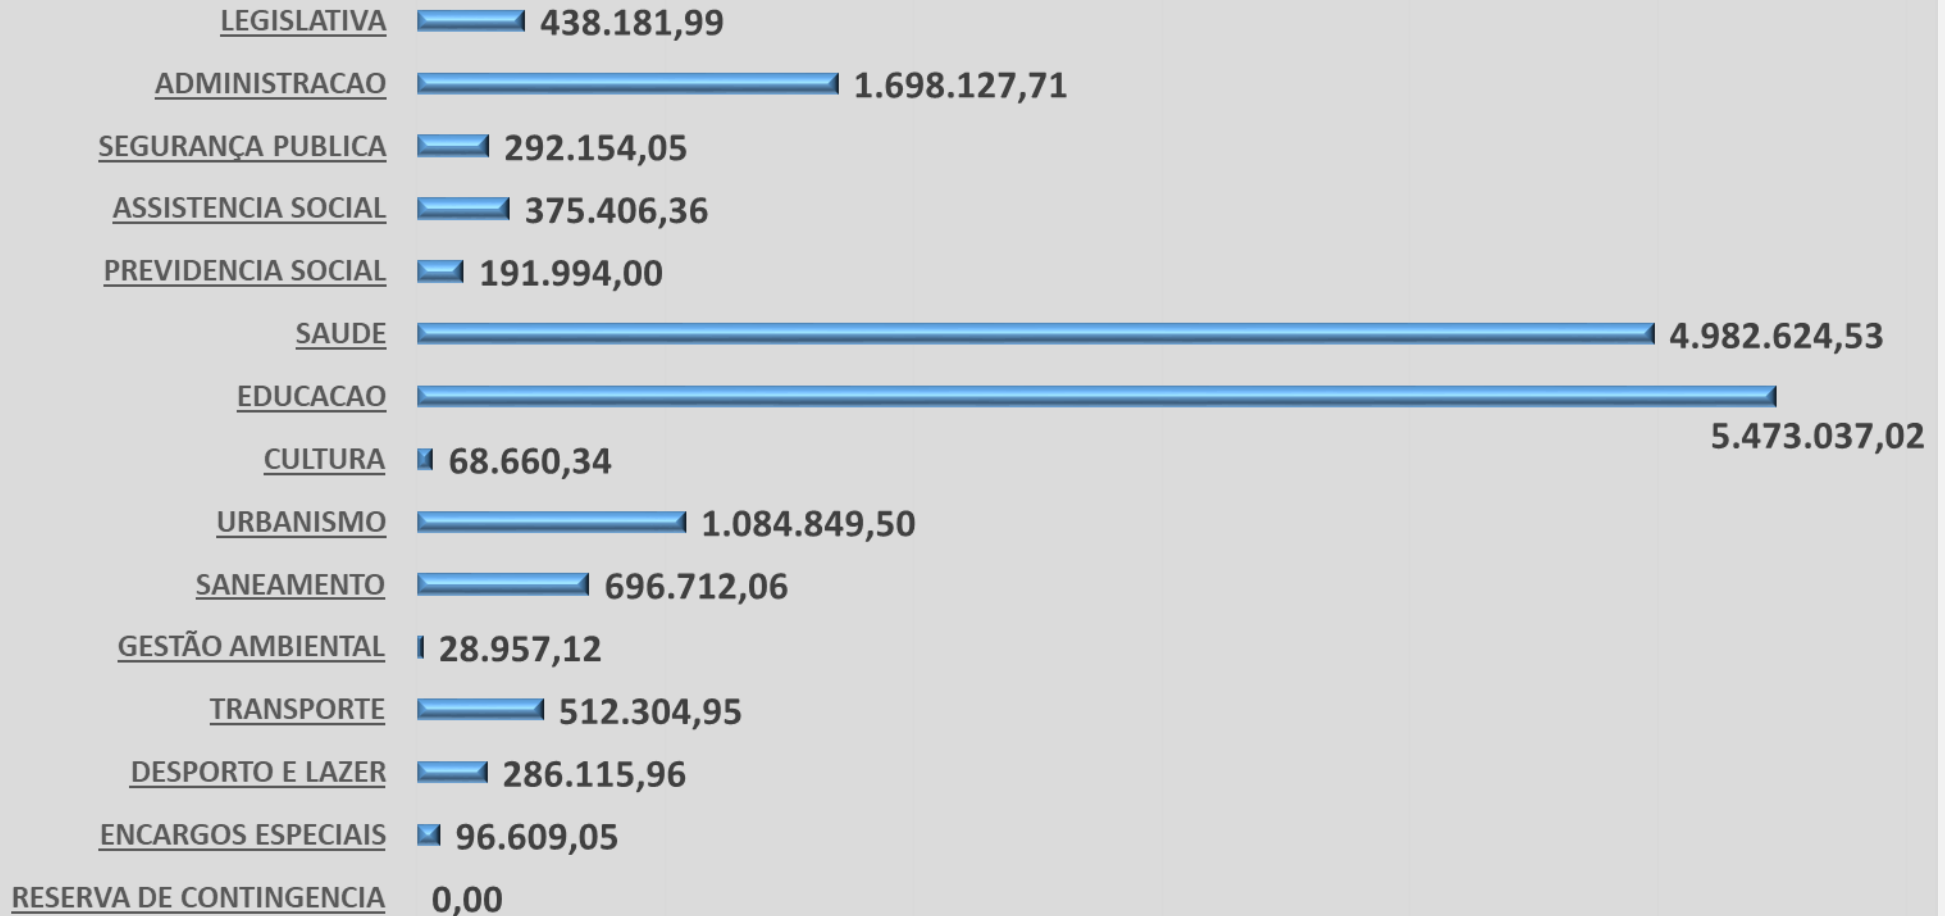 LEGISLATIVA 438.181,99
ADMINISTRACAO 1.698.127,71
SEGURANÇA PUBLICA 292.154,05
ASSISTENCIA SOCIAL 375.406,36
PREVIDENCIA SOCIAL 191.994,00
SAUDE 4.982.624,53
EDUCACAO 5.473.037,02
CULTURA 68.660,34
URBANISMO 1.084.849,50
SANEAMENTO 696.712,06
GESTÃO AMBIENTAL 28.957,12
TRANSPORTE 512.304,95
DESPORTO E LAZER 286.115,96
ENCARGOS ESPECIAIS 96.609,05
RESERVA DE CONTINGENCIA 0,00